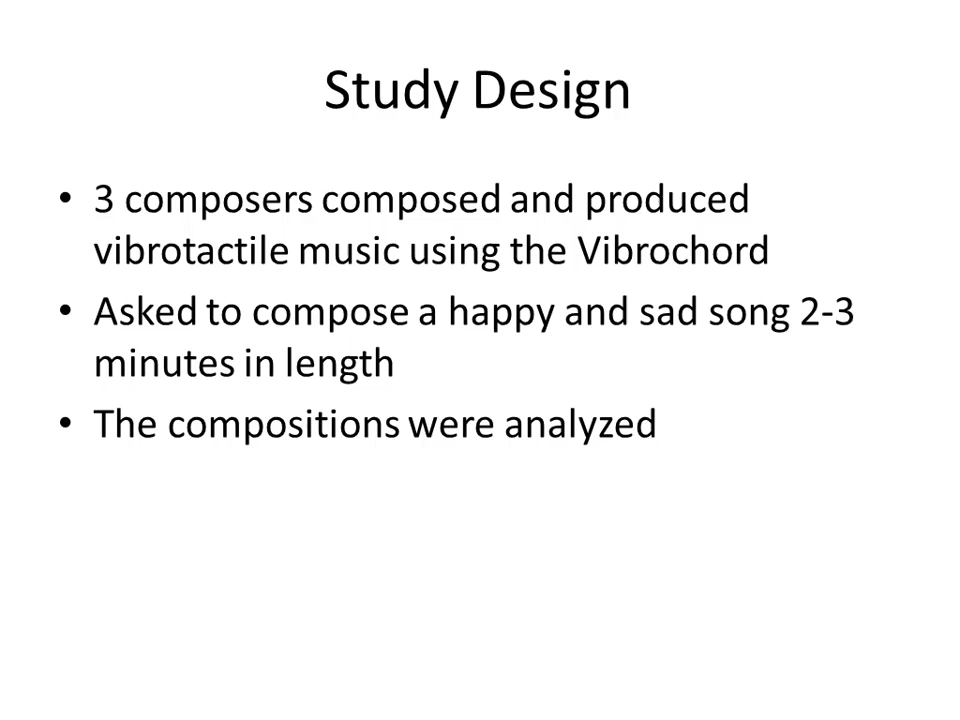 Study Design
• 3 composers composed and produced
vibrotactile music using the Vibrochord
• Asked to compose a happy and sad song 2-3
minutes in length
• The compositions were analyzed